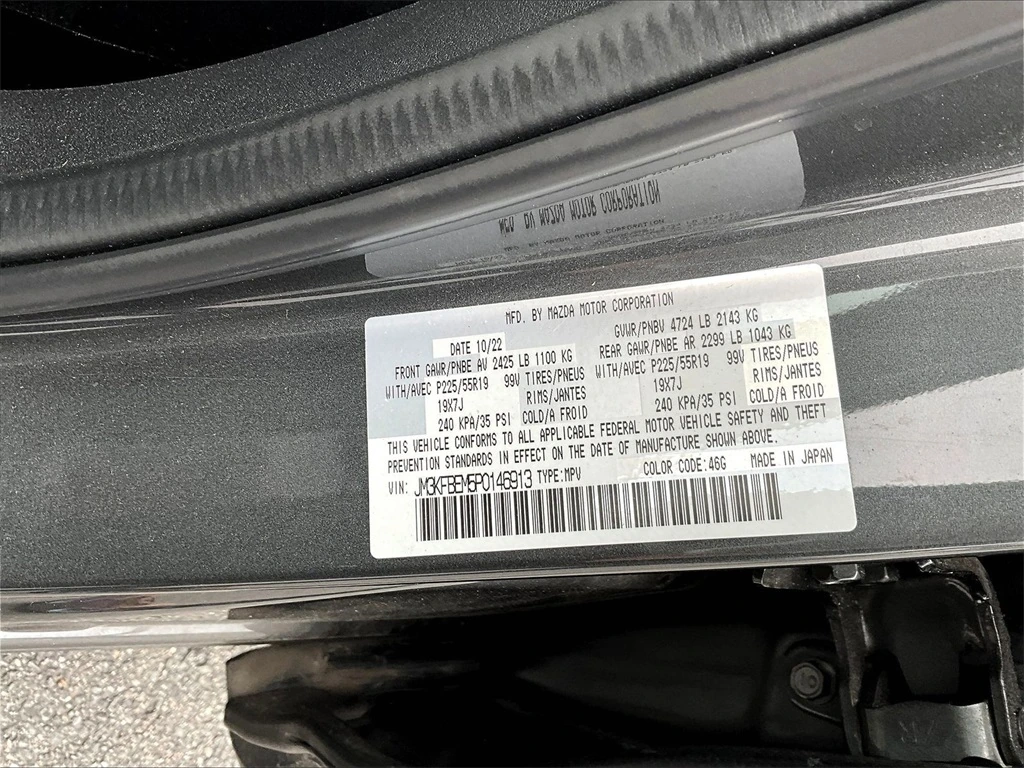 MFD. BY MAZDA MOTOR CORPORATION
DATE 10/22 GVWR/PNBV 4724 LB 2143 KG
FRONT GAWR/PNBE AV 2425 LB 1100 KG REAR GAWR/PNBE AR 2299 LB 1043 KG
WITH/AVEC P225/55R19 99V TIRES/PNEUS WITH/AVEC P225/55R19 99V TIRES/PNEUS
19X7J RIMS/JANTES 19X7J RIMS/JANTES
240 KPA/35 PSI COLD/A FROID 240 KPA/35 PSI COLD/A FROID
THIS VEHICLE CONFORMS TO ALL APPLICABLE FEDERAL MOTOR VEHICLE SAFETY AND THEFT
PREVENTION STANDARDS IN EFFECT ON THE DATE OF MANUFACTURE SHOWN ABOVE.
VIN: JM3KFBEM5P0146913 TYPE:MPV COLOR CODE:46G MADE IN JAPAN